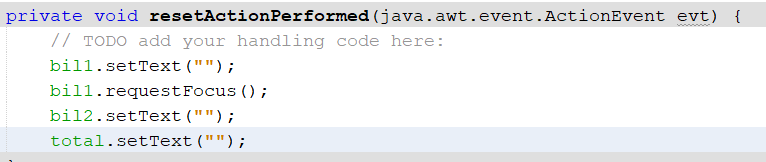 private void resetActionPerformed(java.awt.event.ActionEvent evt) {
// TODO add your handling code here:
bil1.setText("");
bil1.requestFocus();
bil2.setText("");
total.setText("");